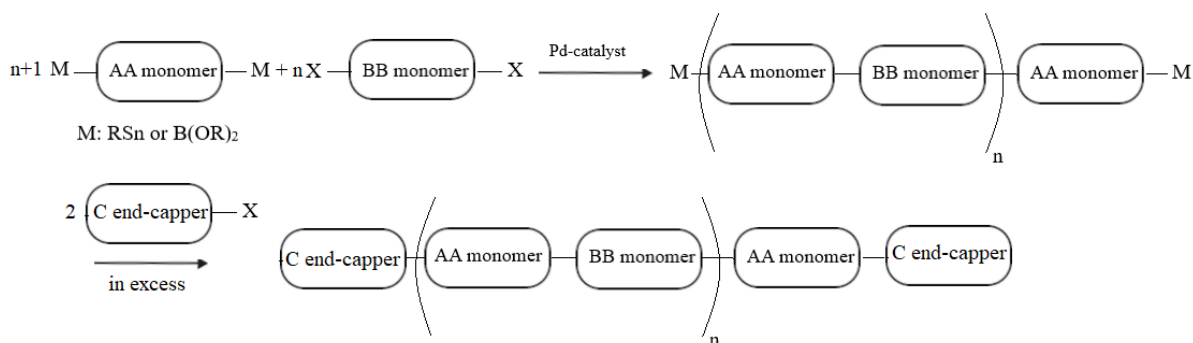 n+1 M AA monomer M + n X BB monomer X Pd-catalyst M AA monomer BB monomer n AA monomer M
M: RSn or B(OR)₂
2 C end-capper X
in excess
C end-capper AA monomer BB monomer n AA monomer C end-capper